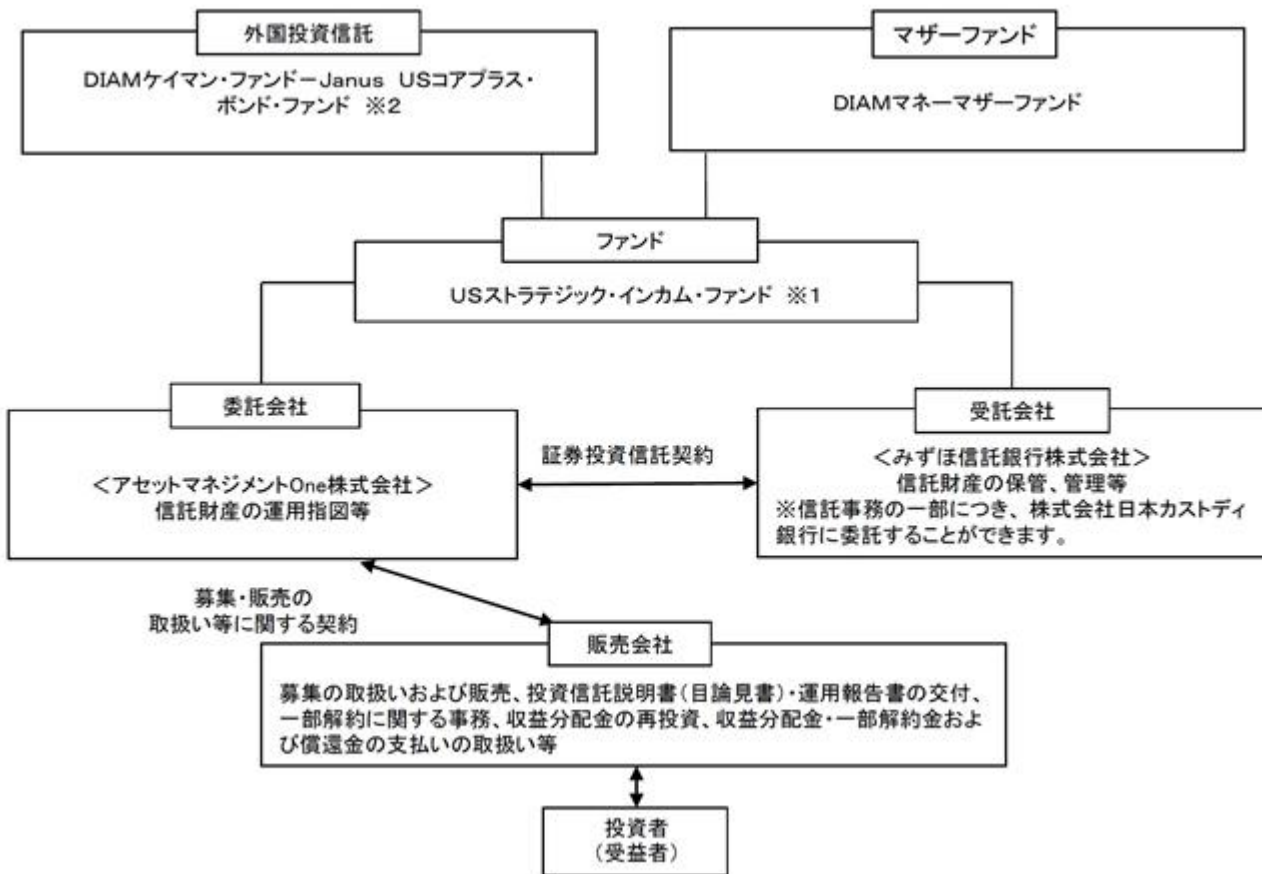 外国投資信託
DIAMケイマン・ファンド－Janus USコアプラス・
ボンド・ファンド ※2
マザーファンド
DIAMマネーマザーファンド
ファンド
USストラテジック・インカム・ファンド ※1
委託会社
＜アセットマネジメントOne株式会社＞
信託財産の運用指図等
証券投資信託契約
受託会社
＜みずほ信託銀行株式会社＞
信託財産の保管、管理等
※信託事務の一部につき、株式会社日本カストディ
銀行に委託することができます。
募集・販売の
取扱い等に関する契約
販売会社
募集の取扱いおよび販売、投資信託説明書(目論見書)・運用報告書の交付、
一部解約に関する事務、収益分配金の再投資、収益分配金・一部解約金およ
び償還金の支払いの取扱い等
投資者
（受益者）